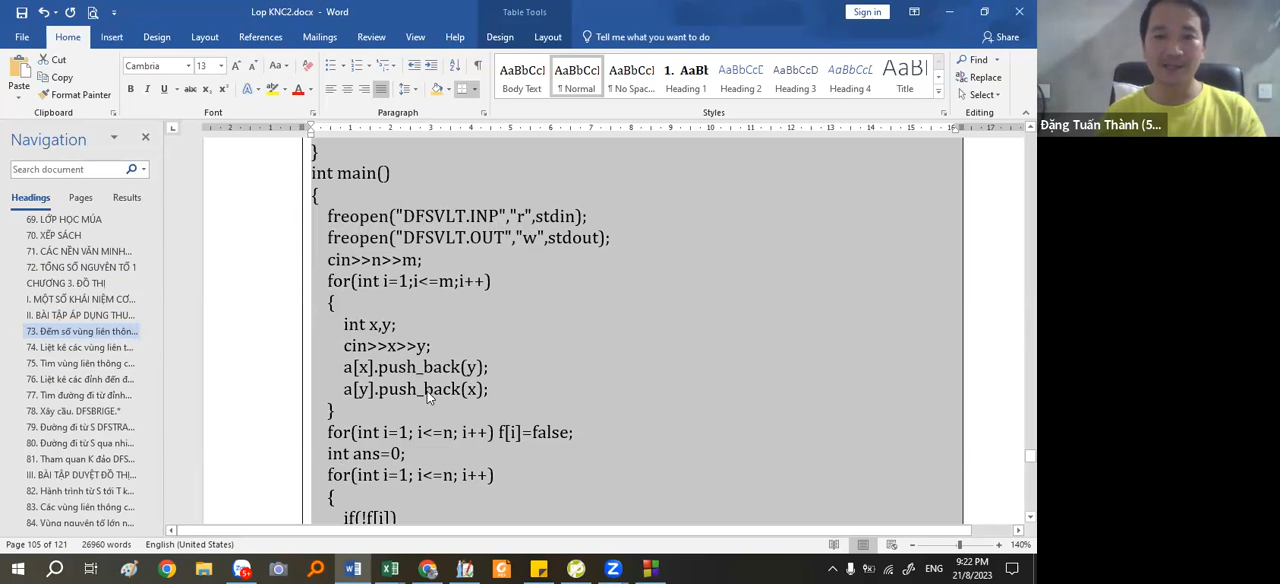 Lop KNC2.docx - Word
Table Tools
Sign in
File
Home
Insert
Design
Layout
References
Mailings
Review
View
Help
Design
Layout
Tell me what you want to do
Share
Paste
Cut
Copy
Format Painter
Clipboard
Cambria
13
Font
Paragraph
AaBbCcI
Body Text
AaBbCcI
¶ Normal
AaBbCcI
¶ No Spac...
1. AaBb
Heading 1
AaBbCcI
Heading 2
AaBbCcD
Heading 3
AaBbCcI
Heading 4
AaBI
Title
Styles
Find
Replace
Select
Editing
Navigation
Search document
Headings
Pages
Results
69. LỚP HỌC MÚA
70. XẾP SÁCH
71. CÁC NỀN VĂN MINH...
72. TỔNG SỐ NGUYÊN TỐ 1
CHƯƠNG 3. ĐỒ THỊ
I. MỘT SỐ KHÁI NIỆM CƠ...
II. BÀI TẬP ÁP DỤNG THU...
73. Đếm số vùng liên thôn...
74. Liệt kê các vùng liên t...
75. Tìm vùng liên thông c...
76. Liệt kê các đỉnh đến đ...
77. Tìm đường đi từ đỉnh...
78. Xây cầu. DFSBRIGE.*
79. Đường đi từ S DFSTRA...
80. Đường đi từ S qua nhi...
81. Tham quan K đảo DFS...
III. BÀI TẬP DUYỆT ĐỒ TH...
82. Hành trình từ S tới T k...
83. Các vùng liên thông c...
84. Vùng nguyên tố lớn n...
}
int main()
{
freopen("DFSVLT.INP","r",stdin);
freopen("DFSVLT.OUT","w",stdout);
cin>>n>>m;
for(int i=1;i<=m;i++)
{
int x,y;
cin>>x>>y;
a[x].push_back(y);
a[y].push_back(x);
}
for(int i=1; i<=n; i++) f[i]=false;
int ans=0;
for(int i=1; i<=n; i++)
{
if(!f[i])
Đặng Tuấn Thành (5...
Page 105 of 121
26960 words
English (United States)
140%
ENG
9:22 PM
21/8/2023